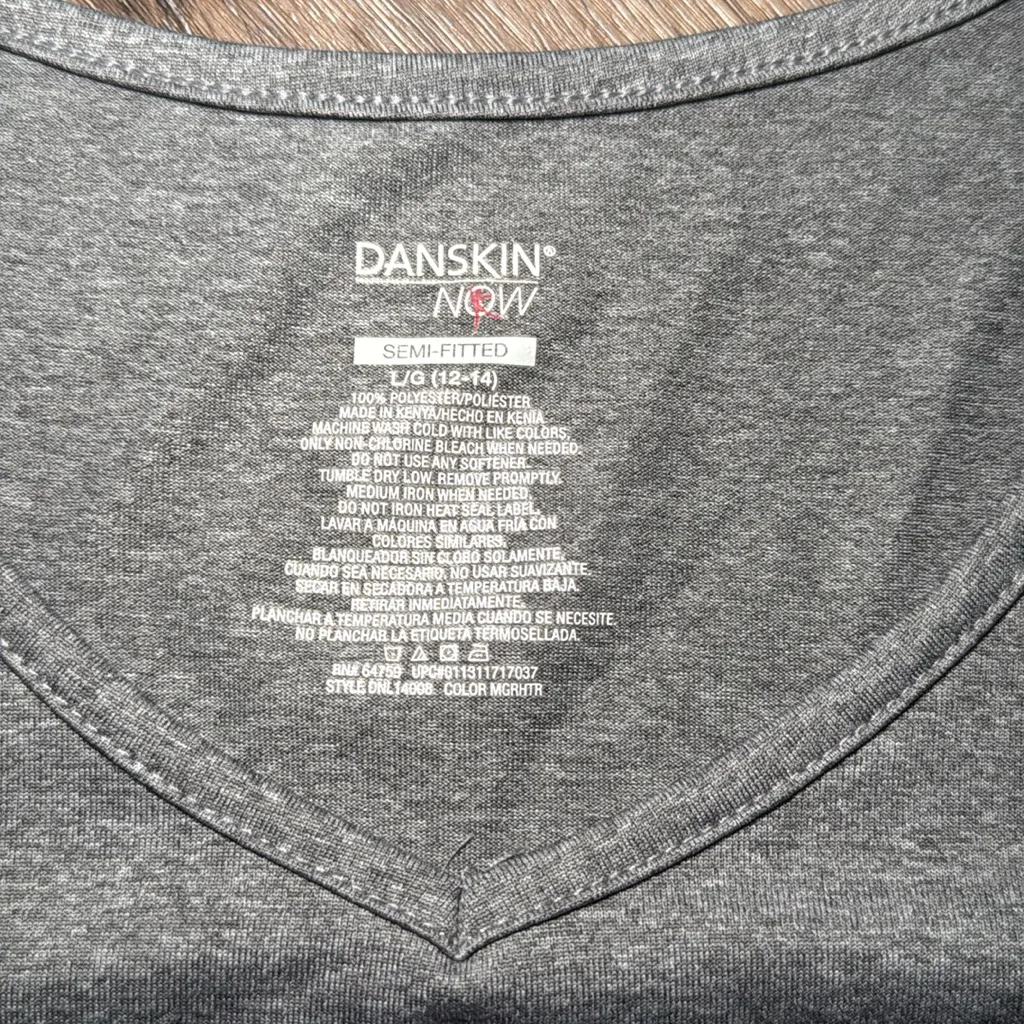 DANSKIN®
NOW
SEMI-FITTED
L/G (12-14)
100% POLYESTER/POLIÉSTER
MADE IN KENYA/HECHO EN KENIA
MACHINE WASH COLD WITH LIKE COLORS,
ONLY NON-CHLORINE BLEACH WHEN NEEDED.
DO NOT USE ANY SOFTENER.
TUMBLE DRY LOW. REMOVE PROMPTLY.
MEDIUM IRON WHEN NEEDED.
DO NOT IRON HEAT SEAL LABEL.
LAVAR A MÁQUINA EN AGUA FRÍA CON
COLORES SIMILARES.
BLANQUEADOR SIN CLORO SOLAMENTE,
CUANDO SEA NECESARIO. NO USAR SUAVIZANTE.
SECAR EN SECADORA A TEMPERATURA BAJA.
RETIRAR INMEDIATAMENTE.
PLANCHAR A TEMPERATURA MEDIA CUANDO SE NECESITE.
NO PLANCHAR LA ETIQUETA TERMOSELLADA.
RN# 64759 UPC#011311717037
STYLE DNL14008 COLOR MGRHTR